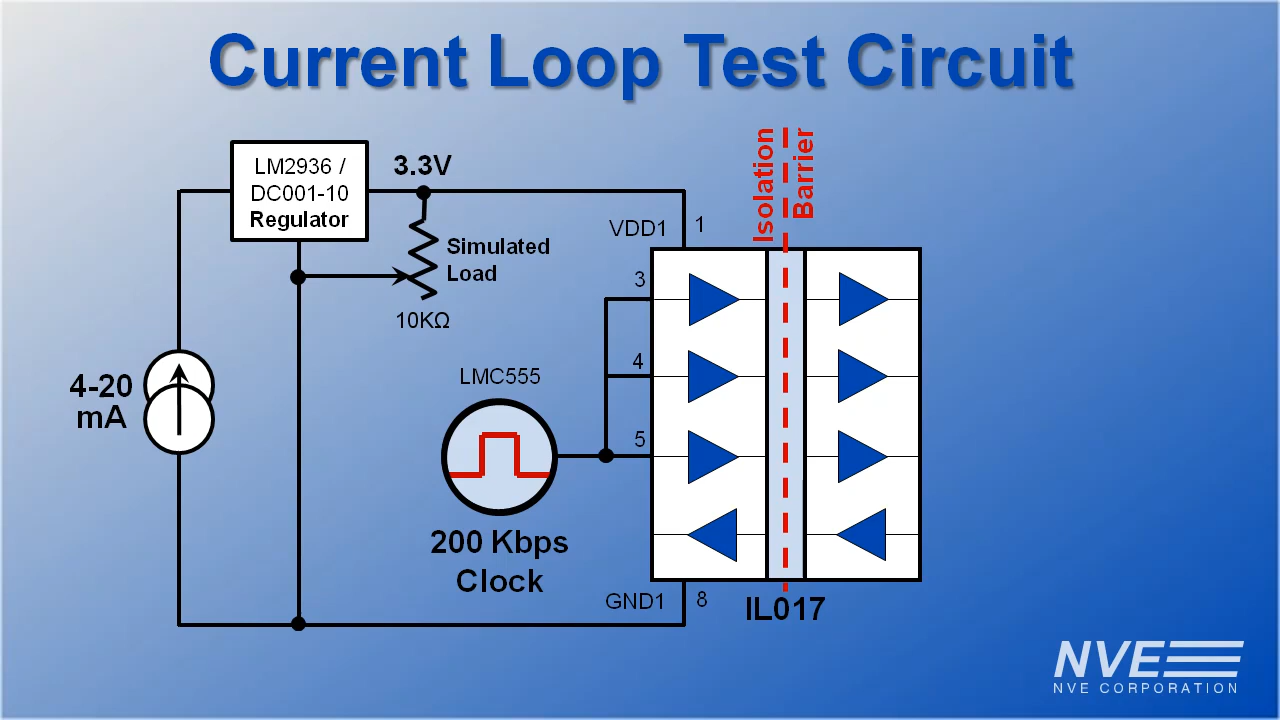 Current Loop Test Circuit
LM2936 /
DC001-10
Regulator
3.3V
Isolation
Barrier
VDD1
1
Simulated
Load
10KΩ
3
4
5
4-20
mA
LMC555
200 Kbps
Clock
GND1
8
IL017
NVE
NVE CORPORATION